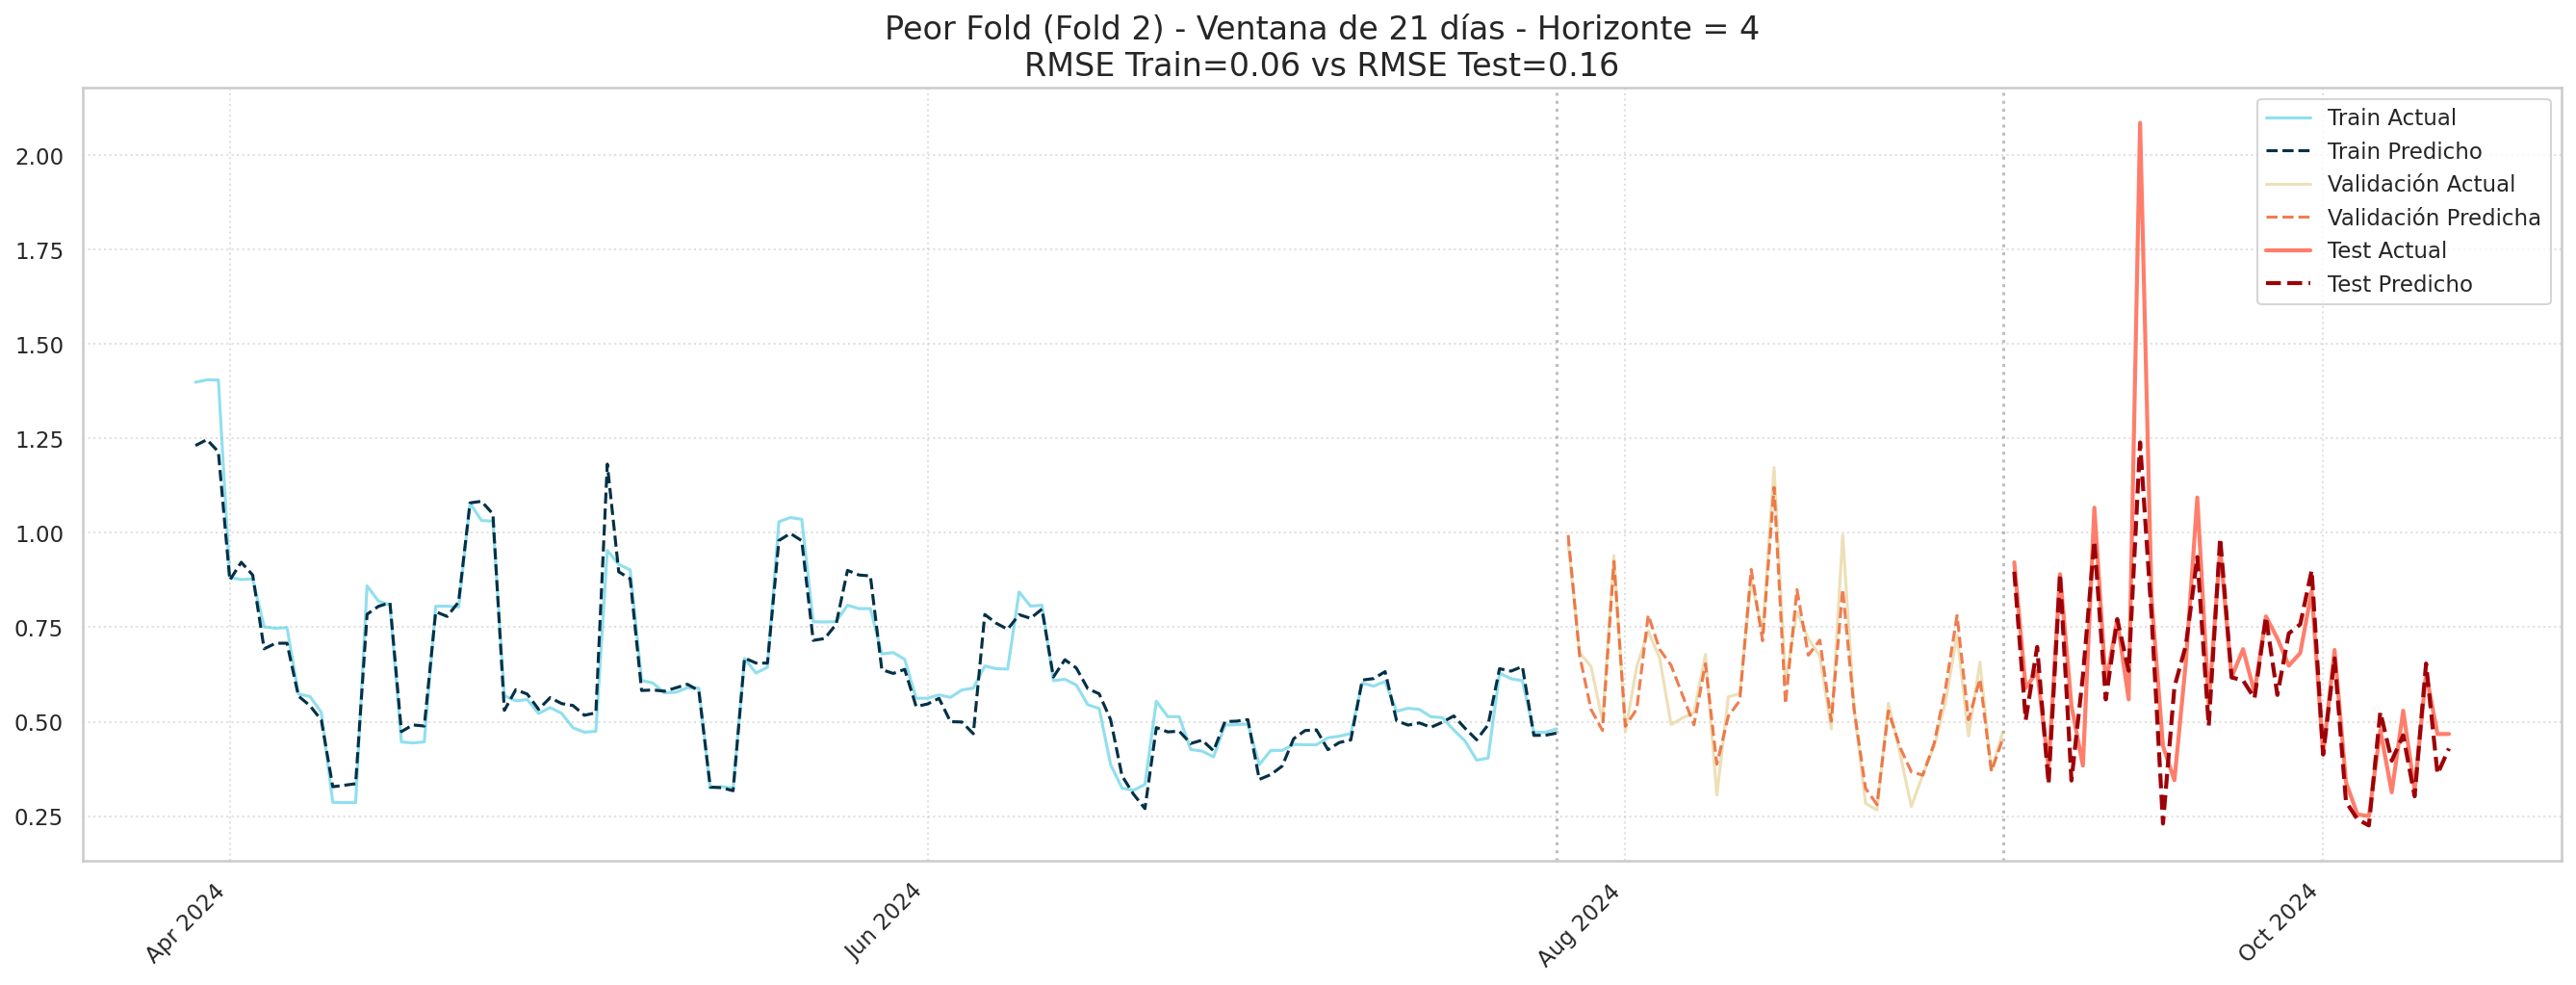 Peor Fold (Fold 2) - Ventana de 21 días - Horizonte = 4
RMSE Train=0.06 vs RMSE Test=0.16
Train Actual
Train Predicho
Validación Actual
Validación Predicha
Test Actual
Test Predicho
2.00
1.75
1.50
1.25
1.00
0.75
0.50
0.25
Apr 2024
Jun 2024
Aug 2024
Oct 2024